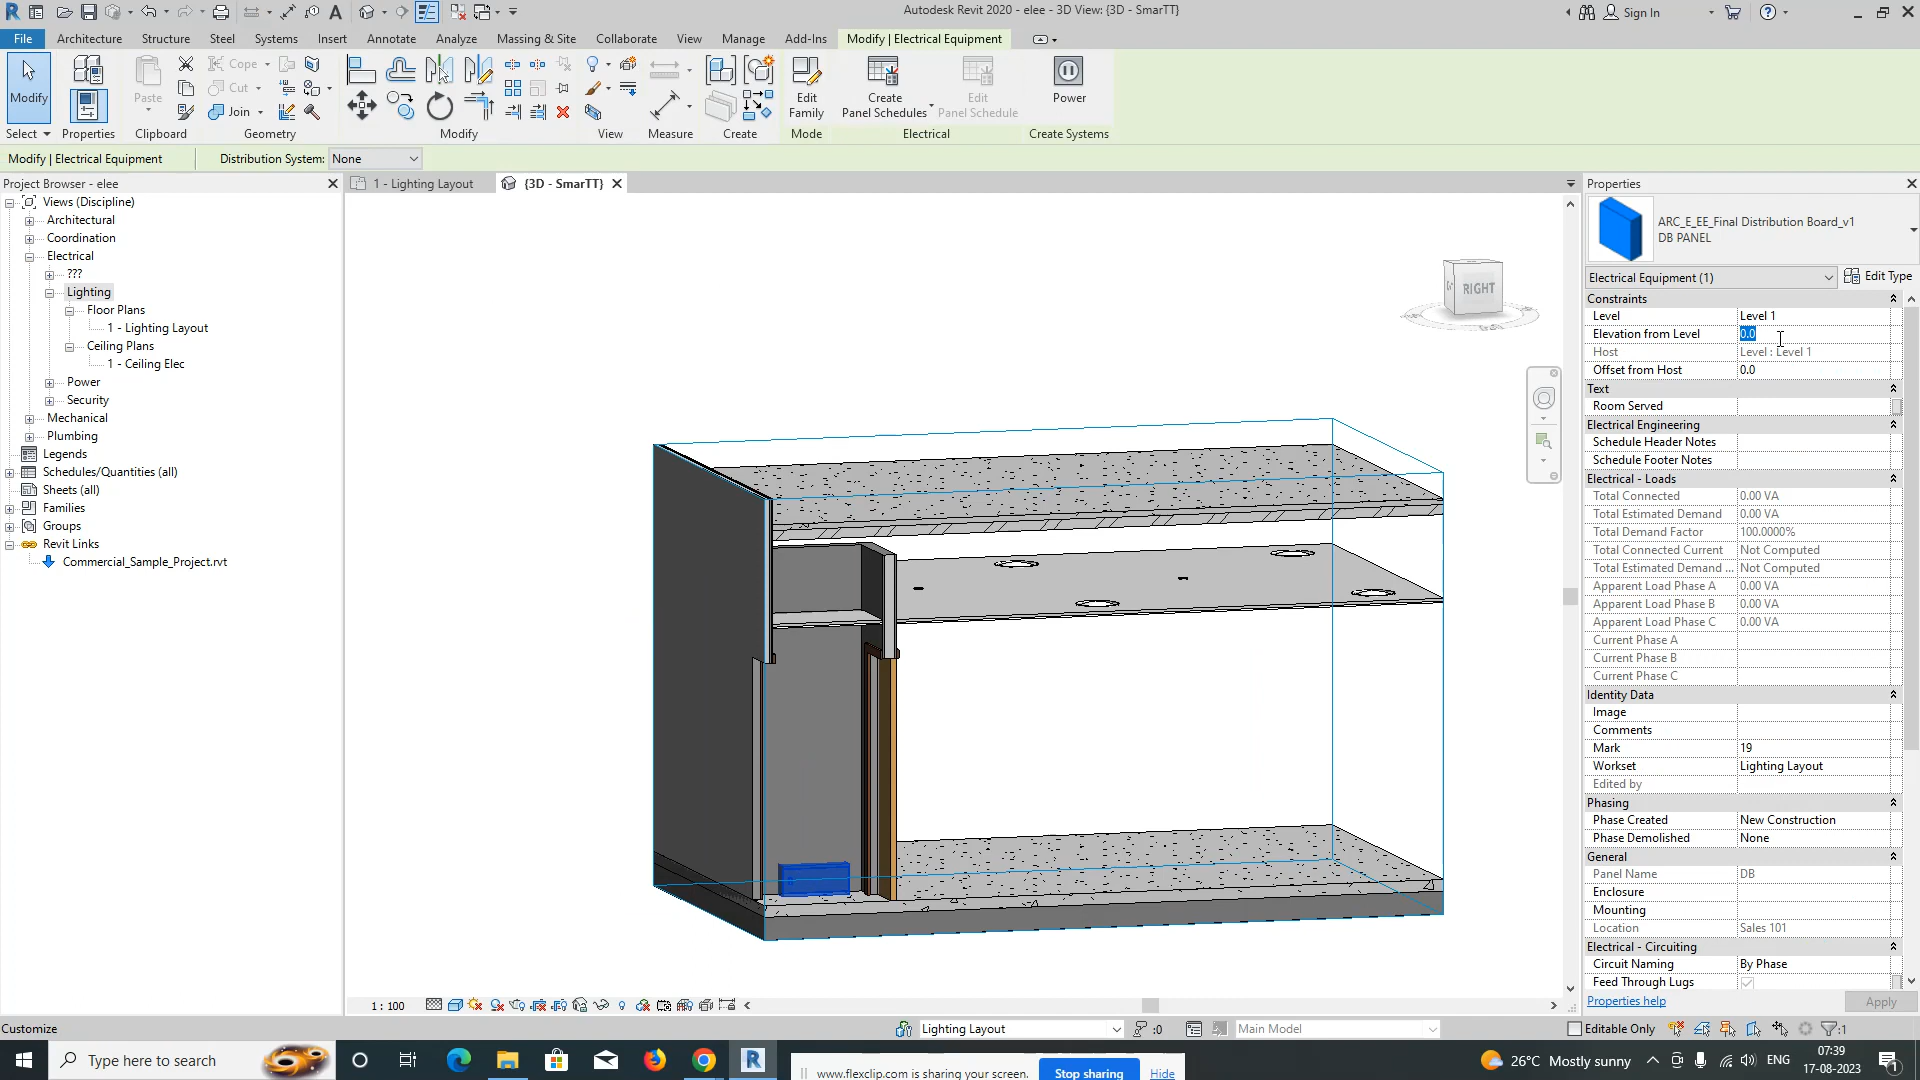 Autodesk Revit 2020 - elee - 3D View: {3D - SmarTT}
Sign In
File
Architecture
Structure
Steel
Systems
Insert
Annotate
Analyze
Massing & Site
Collaborate
View
Manage
Add-Ins
Modify | Electrical Equipment
Modify
Paste
Cope
Cut
Join
Edit
Family
Create
Panel Schedules
Edit
Panel Schedule
Power
Select
Properties
Clipboard
Geometry
Modify
View
Measure
Create
Mode
Electrical
Create Systems
Modify | Electrical Equipment
Distribution System:
None
Project Browser - elee
1 - Lighting Layout
{3D - SmarTT}
Properties
Views (Discipline)
Architectural
Coordination
Electrical
???
Lighting
Floor Plans
1 - Lighting Layout
Ceiling Plans
1 - Ceiling Elec
Power
Security
Mechanical
Plumbing
Legends
Schedules/Quantities (all)
Sheets (all)
Families
Groups
Revit Links
Commercial_Sample_Project.rvt
RIGHT
ARC_E_EE_Final Distribution Board_v1
DB PANEL
Electrical Equipment (1)
Edit Type
Constraints
Level Level 1
Elevation from Level 0.0
Host Level : Level 1
Offset from Host 0.0
Text
Room Served
Electrical Engineering
Schedule Header Notes
Schedule Footer Notes
Electrical - Loads
Total Connected 0.00 VA
Total Estimated Demand 0.00 VA
Total Demand Factor 100.0000%
Total Connected Current Not Computed
Total Estimated Demand ... Not Computed
Apparent Load Phase A 0.00 VA
Apparent Load Phase B 0.00 VA
Apparent Load Phase C 0.00 VA
Current Phase A
Current Phase B
Current Phase C
Identity Data
Image
Comments
Mark 19
Workset Lighting Layout
Edited by
Phasing
Phase Created New Construction
Phase Demolished None
General
Panel Name DB
Enclosure
Mounting
Location Sales 101
Electrical - Circuiting
Circuit Naming By Phase
Feed Through Lugs
Properties help
Apply
1 : 100
Customize
Lighting Layout
:0
Main Model
Editable Only
:1
Type here to search
www.flexclip.com is sharing your screen.
Stop sharing
Hide
26°C Mostly sunny
ENG
07:39
17-08-2023
1